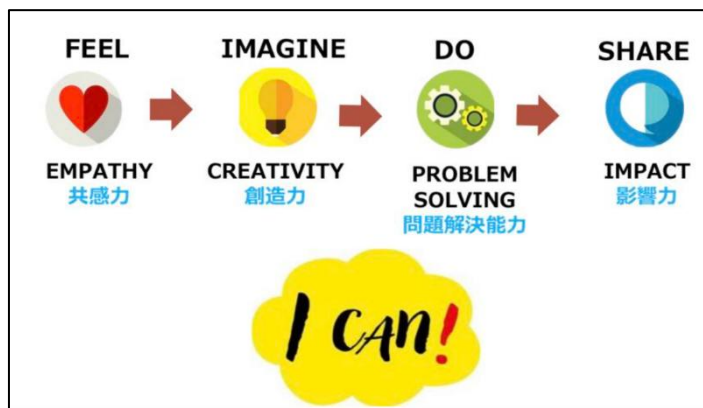 FEEL
IMAGINE
DO
SHARE
EMPATHY
共感力
CREATIVITY
創造力
PROBLEM
SOLVING
問題解決能力
IMPACT
影響力
I CAN!